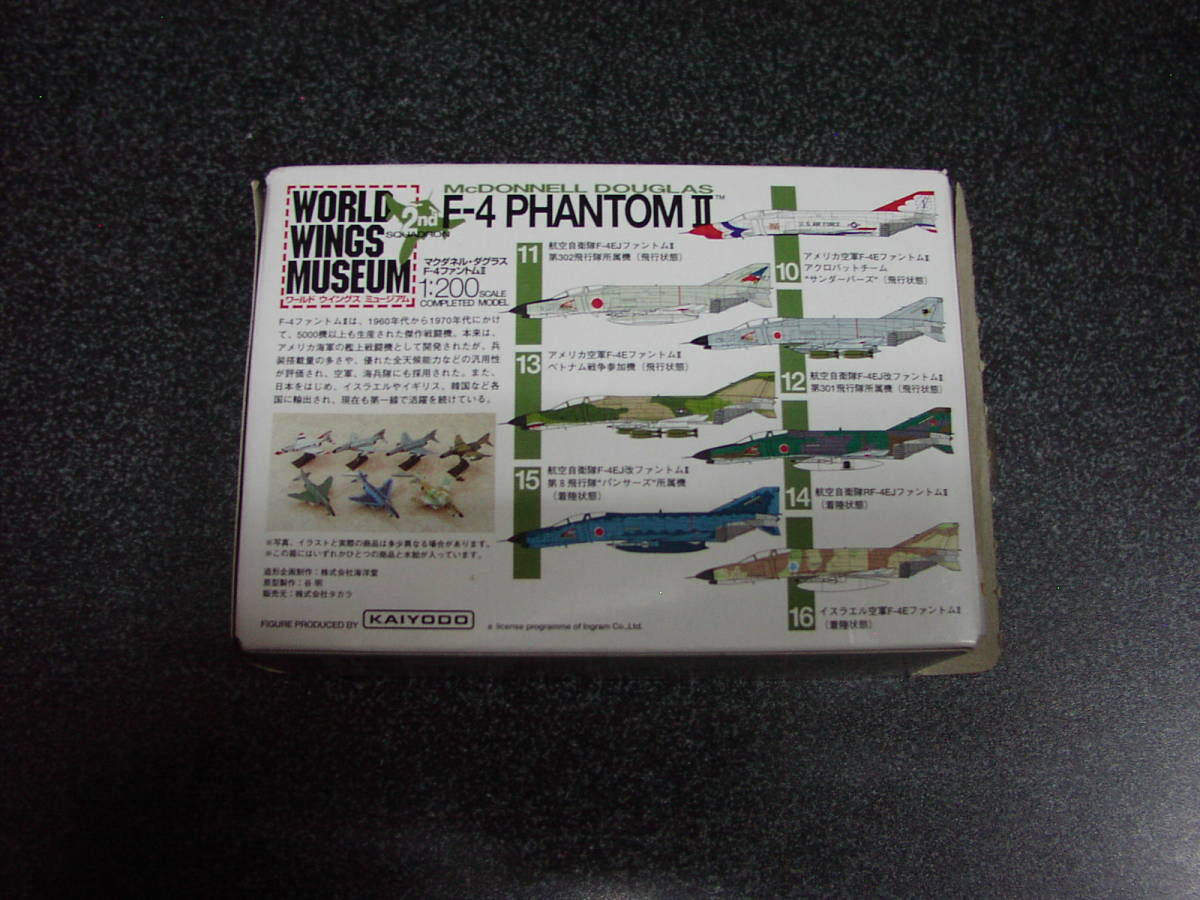 WORLD
WINGS
MUSEUM
ワールド ウイングス ミュージアム
2nd
SQUADRON
McDONNELL DOUGLAS
F-4 PHANTOM II™
マクダネル・ダグラス
F-4ファントムII
1:200 SCALE
COMPLETED MODEL
F-4ファントムIIは、1960年代から1970年代にかけ
て、5000機以上も生産された傑作戦闘機。本来は、
アメリカ海軍の艦上戦闘機として開発されたが、兵
装搭載量の多さや、優れた全天候能力などの汎用性
が評価され、空軍、海兵隊にも採用された。また、
日本をはじめ、イスラエルやイギリス、韓国など各
国に輸出され、現在も第一線で活躍を続けている。
※写真、イラストと実際の商品は多少異なる場合があります。
※この箱にはいずれかひとつの商品と水飴が入っています。
造形企画制作：株式会社海洋堂
原型製作：谷 明
販売元：株式会社タカラ
FIGURE PRODUCED BY KAIYODO
a license programme of Ingram Co.,Ltd.
U.S. AIR FORCE
10
アメリカ空軍F-4EファントムII
アクロバットチーム
"サンダーバーズ"（飛行状態）
11
航空自衛隊F-4EJファントムII
第302飛行隊所属機（飛行状態）
12
航空自衛隊F-4EJ改ファントムII
第301飛行隊所属機（飛行状態）
13
アメリカ空軍F-4EファントムII
ベトナム戦争参加機（飛行状態）
14
航空自衛隊RF-4EJファントムII
（着陸状態）
15
航空自衛隊F-4EJ改ファントムII
第8飛行隊"パンサーズ"所属機
（着陸状態）
16
イスラエル空軍F-4EファントムII
（着陸状態）